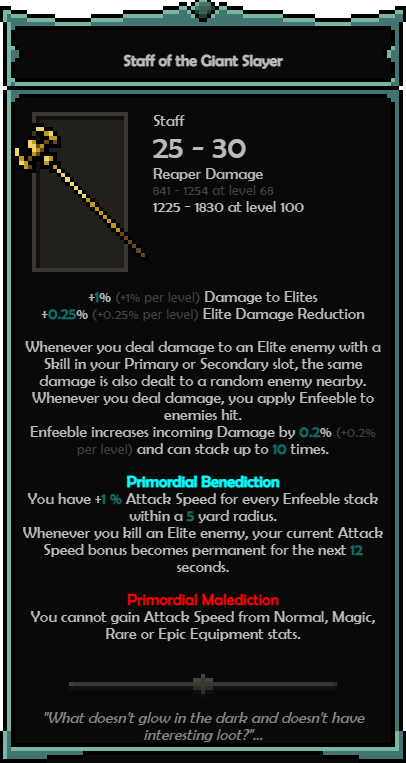 Staff of the Giant Slayer
Staff
25 - 30
Reaper Damage
841 - 1254 at level 68
1225 - 1830 at level 100
+1% (+1% per level) Damage to Elites
+0.25% (+0.25% per level) Elite Damage Reduction
Whenever you deal damage to an Elite enemy with a
Skill in your Primary or Secondary slot, the same
damage is also dealt to a random enemy nearby.
Whenever you deal damage, you apply Enfeeble to
enemies hit.
Enfeeble increases incoming Damage by 0.2% (+0.2%
per level) and can stack up to 10 times.
Primordial Benediction
You have +1 % Attack Speed for every Enfeeble stack
within a 5 yard radius.
Whenever you kill an Elite enemy, your current Attack
Speed bonus becomes permanent for the next 12
seconds.
Primordial Malediction
You cannot gain Attack Speed from Normal, Magic,
Rare or Epic Equipment stats.
"What doesn't glow in the dark and doesn't have
interesting loot?"...